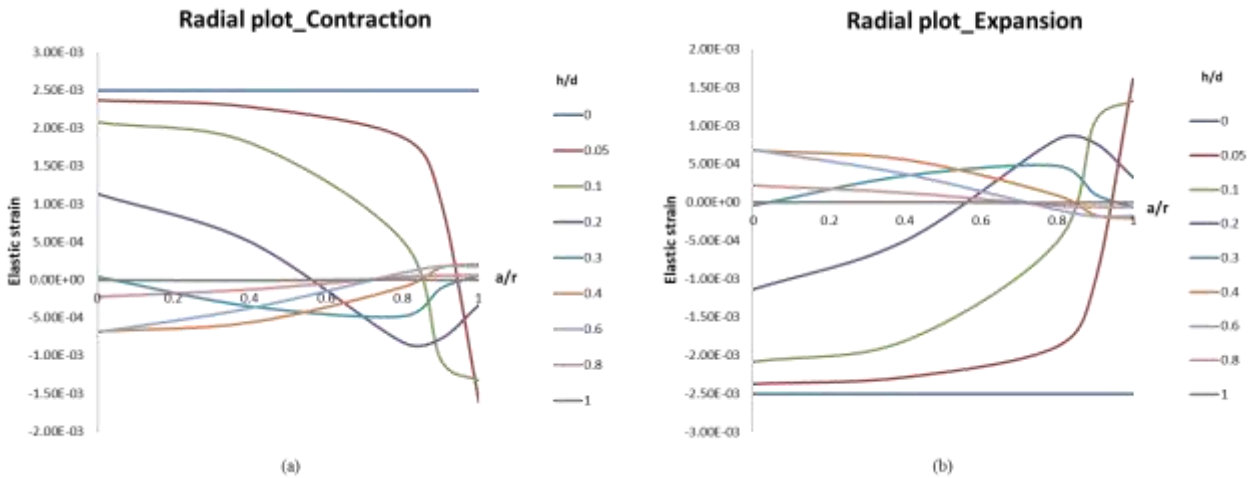 Radial plot_Contraction
3.00E-03
2.50E-03
2.00E-03
1.50E-03
1.00E-03
5.00E-04
0.00E+00
-5.00E-04
-1.00E-03
-1.50E-03
-2.00E-03
Elastic strain
0
0.2
0.4
0.6
0.8
1
a/r
h/d
0
0.05
0.1
0.2
0.3
0.4
0.6
0.8
1
(a)
Radial plot_Expansion
2.00E-03
1.50E-03
1.00E-03
5.00E-04
0.00E+00
-5.00E-04
-1.00E-03
-1.50E-03
-2.00E-03
-2.50E-03
-3.00E-03
Elastic strain
0
0.2
0.4
0.6
0.8
1
a/r
h/d
0
0.05
0.1
0.2
0.3
0.4
0.6
0.8
1
(b)